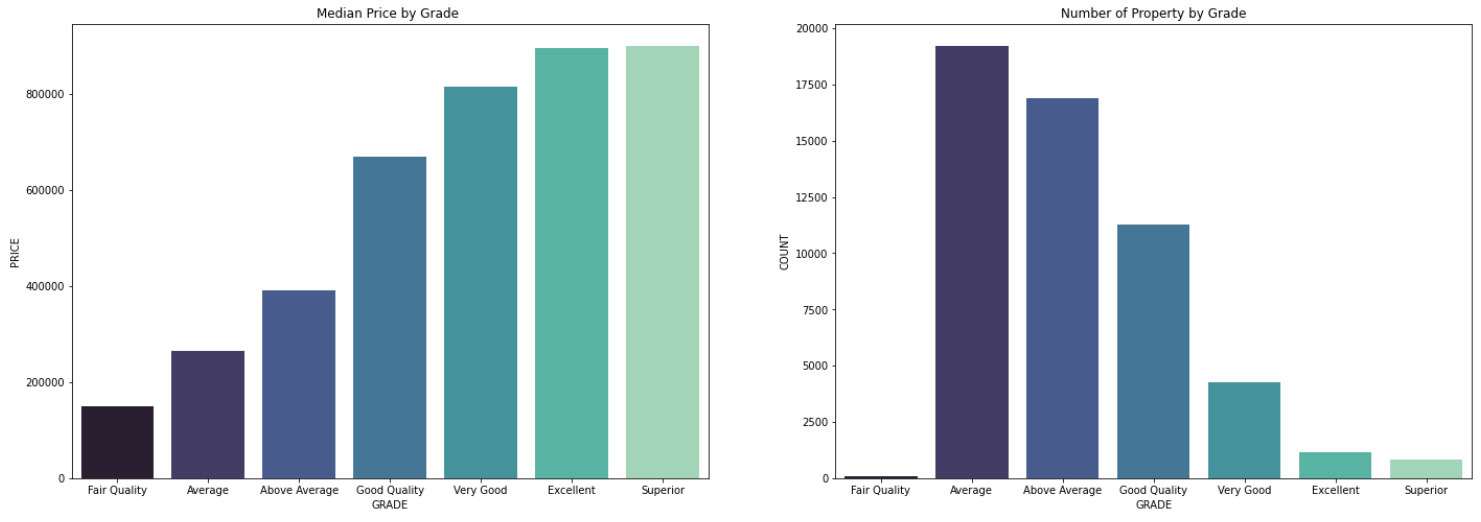 Median Price by Grade
PRICE
800000
600000
400000
200000
0
Fair Quality Average Above Average Good Quality Very Good Excellent Superior
GRADE
Number of Property by Grade
COUNT
20000
17500
15000
12500
10000
7500
5000
2500
0
Fair Quality Average Above Average Good Quality Very Good Excellent Superior
GRADE